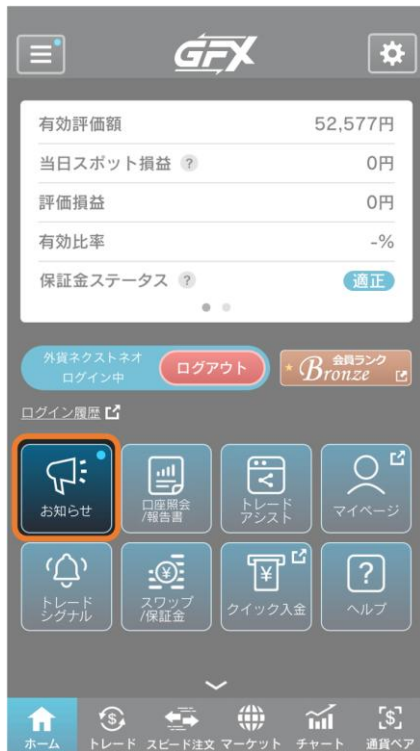 GFX
有効評価額 52,577円
当日スポット損益 ? 0円
評価損益 0円
有効比率 -%
保証金ステータス ? 適正
外貨ネクストネオ
ログイン中
ログアウト
会員ランク
Bronze
ログイン履歴
お知らせ
口座照会
/報告書
トレード
アシスト
マイページ
トレード
シグナル
スワップ
/保証金
クイック入金
ヘルプ
ホーム トレード スピード注文 マーケット チャート 通貨ペア